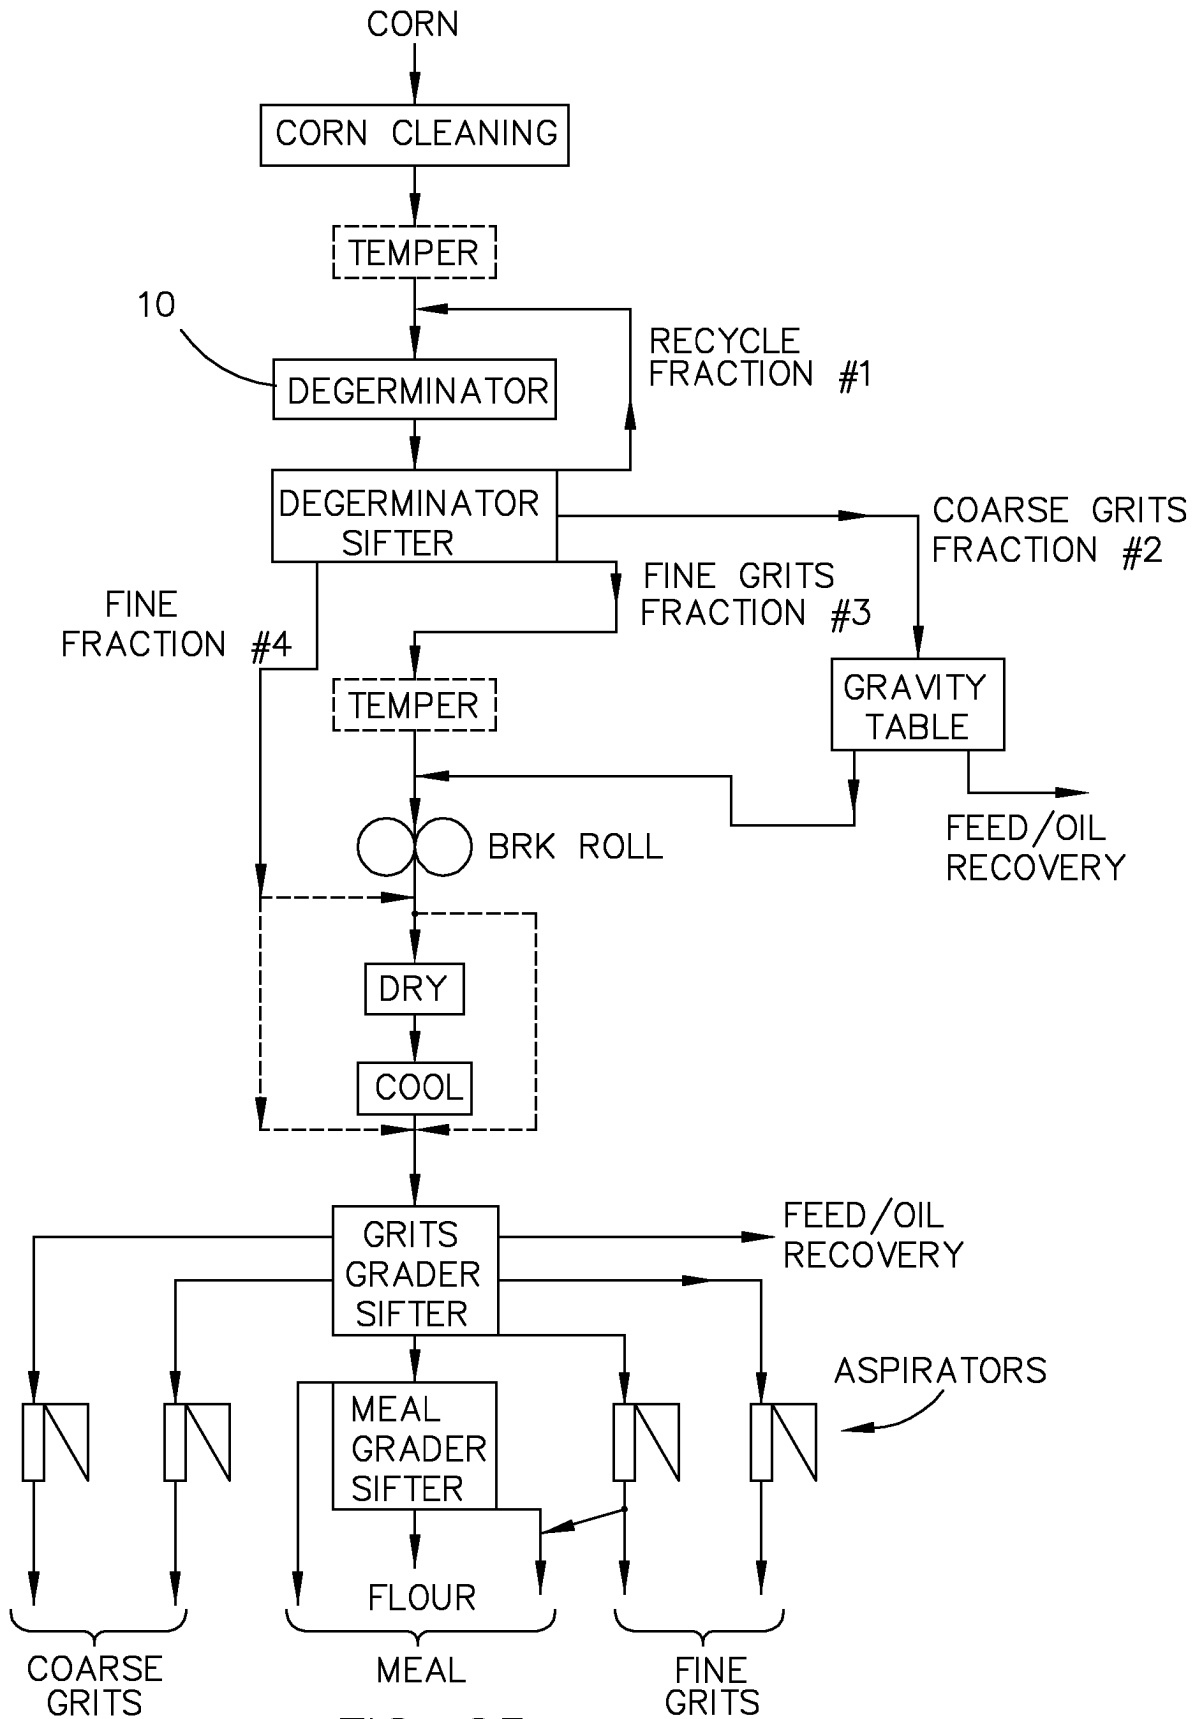 CORN
CORN CLEANING
TEMPER
10
RECYCLE
FRACTION #1
DEGERMINATOR
DEGERMINATOR
SIFTER
COARSE GRITS
FRACTION #2
FINE GRITS
FRACTION #3
FINE
FRACTION #4
GRAVITY
TABLE
TEMPER
FEED/OIL
RECOVERY
BRK ROLL
DRY
COOL
FEED/OIL
RECOVERY
GRITS
GRADER
SIFTER
ASPIRATORS
MEAL
GRADER
SIFTER
FLOUR
COARSE
GRITS
MEAL
FINE
GRITS